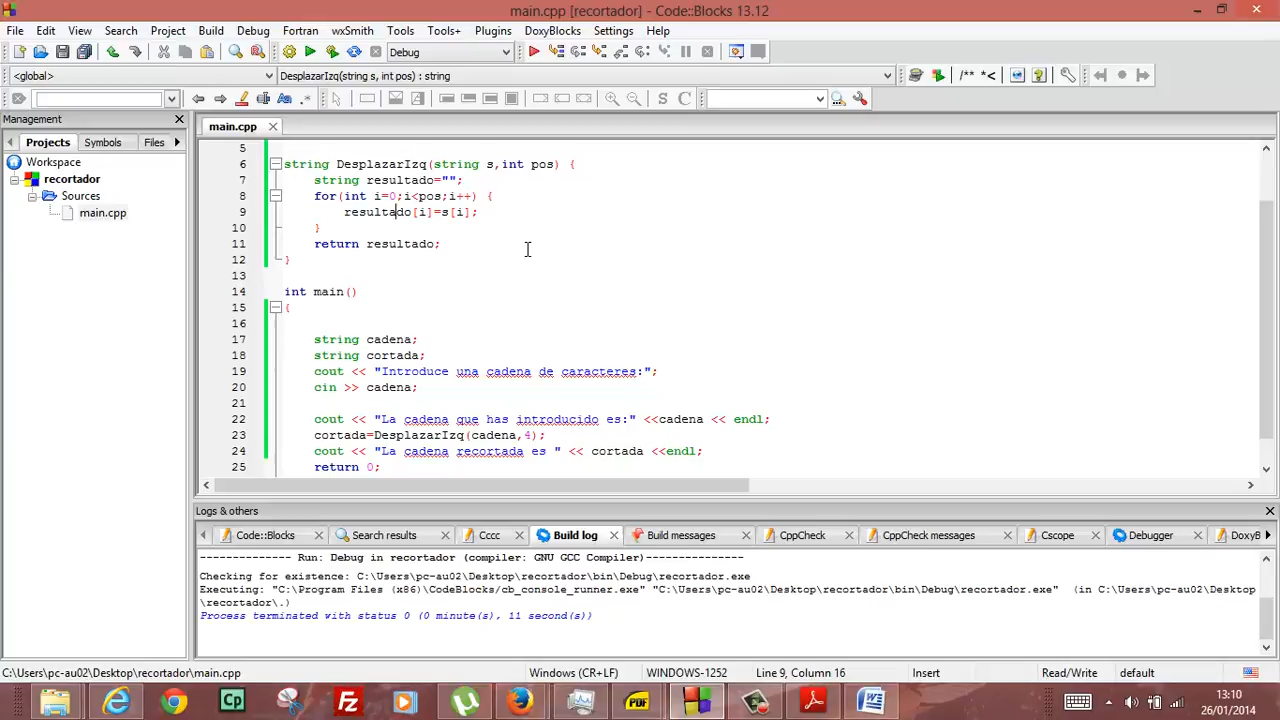 main.cpp [recortador] - Code::Blocks 13.12
File Edit View Search Project Build Debug Fortran wxSmith Tools Tools+ Plugins DoxyBlocks Settings Help
Debug
<global> DesplazarIzq(string s, int pos) : string /** *<
S C
Management
main.cpp
Projects Symbols Files
Workspace
recortador
Sources
main.cpp
5
6 string DesplazarIzq(string s,int pos) {
7 string resultado="";
8 for(int i=0;i<pos;i++) {
9 resultado[i]=s[i];
10 }
11 return resultado;
12 }
13
14 int main()
15 {
16
17 string cadena;
18 string cortada;
19 cout << "Introduce una cadena de caracteres:";
20 cin >> cadena;
21
22 cout << "La cadena que has introducido es:" <<cadena << endl;
23 cortada=DesplazarIzq(cadena,4);
24 cout << "La cadena recortada es " << cortada <<endl;
25 return 0;
Logs & others
Code::Blocks Search results Cccc Build log Build messages CppCheck CppCheck messages Cscope Debugger DoxyB
-------------- Run: Debug in recortador (compiler: GNU GCC Compiler)---------------
Checking for existence: C:\Users\pc-au02\Desktop\recortador\bin\Debug\recortador.exe
Executing: "C:\Program Files (x86)\CodeBlocks/cb_console_runner.exe" "C:\Users\pc-au02\Desktop\recortador\bin\Debug\recortador.exe" (in C:\Users\pc-au02\Desktop
\recortador\.)
Process terminated with status 0 (0 minute(s), 11 second(s))
C:\Users\pc-au02\Desktop\recortador\main.cpp Windows (CR+LF) WINDOWS-1252 Line 9, Column 16 Insert Read/Write default
Cp
PDF
13:10
26/01/2014